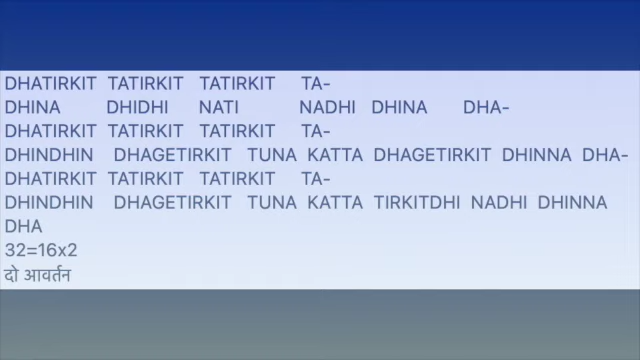 DHATIRKIT TATIRKIT TATIRKIT TA-
DHINA DHIDHI NATI NADHI DHINA DHA-
DHATIRKIT TATIRKIT TATIRKIT TA-
DHINDHIN DHAGETIRKIT TUNA KATTA DHAGETIRKIT DHINNA DHA-
DHATIRKIT TATIRKIT TATIRKIT TA-
DHINDHIN DHAGETIRKIT TUNA KATTA TIRKITDHI NADHI DHINNA
DHA
32=16x2
दो आवर्तन